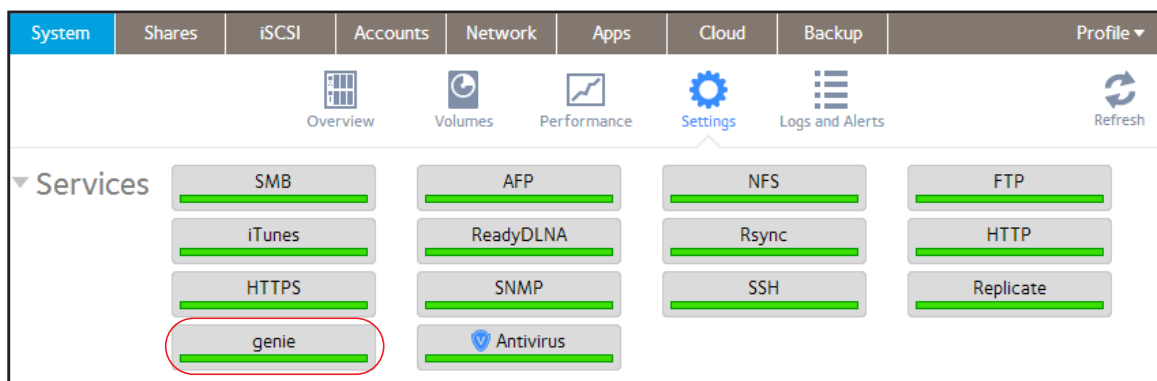 System Shares iSCSI Accounts Network Apps Cloud Backup Profile
Overview Volumes Performance Settings Logs and Alerts Refresh
Services
SMB AFP NFS FTP
iTunes ReadyDLNA Rsync HTTP
HTTPS SNMP SSH Replicate
genie V Antivirus